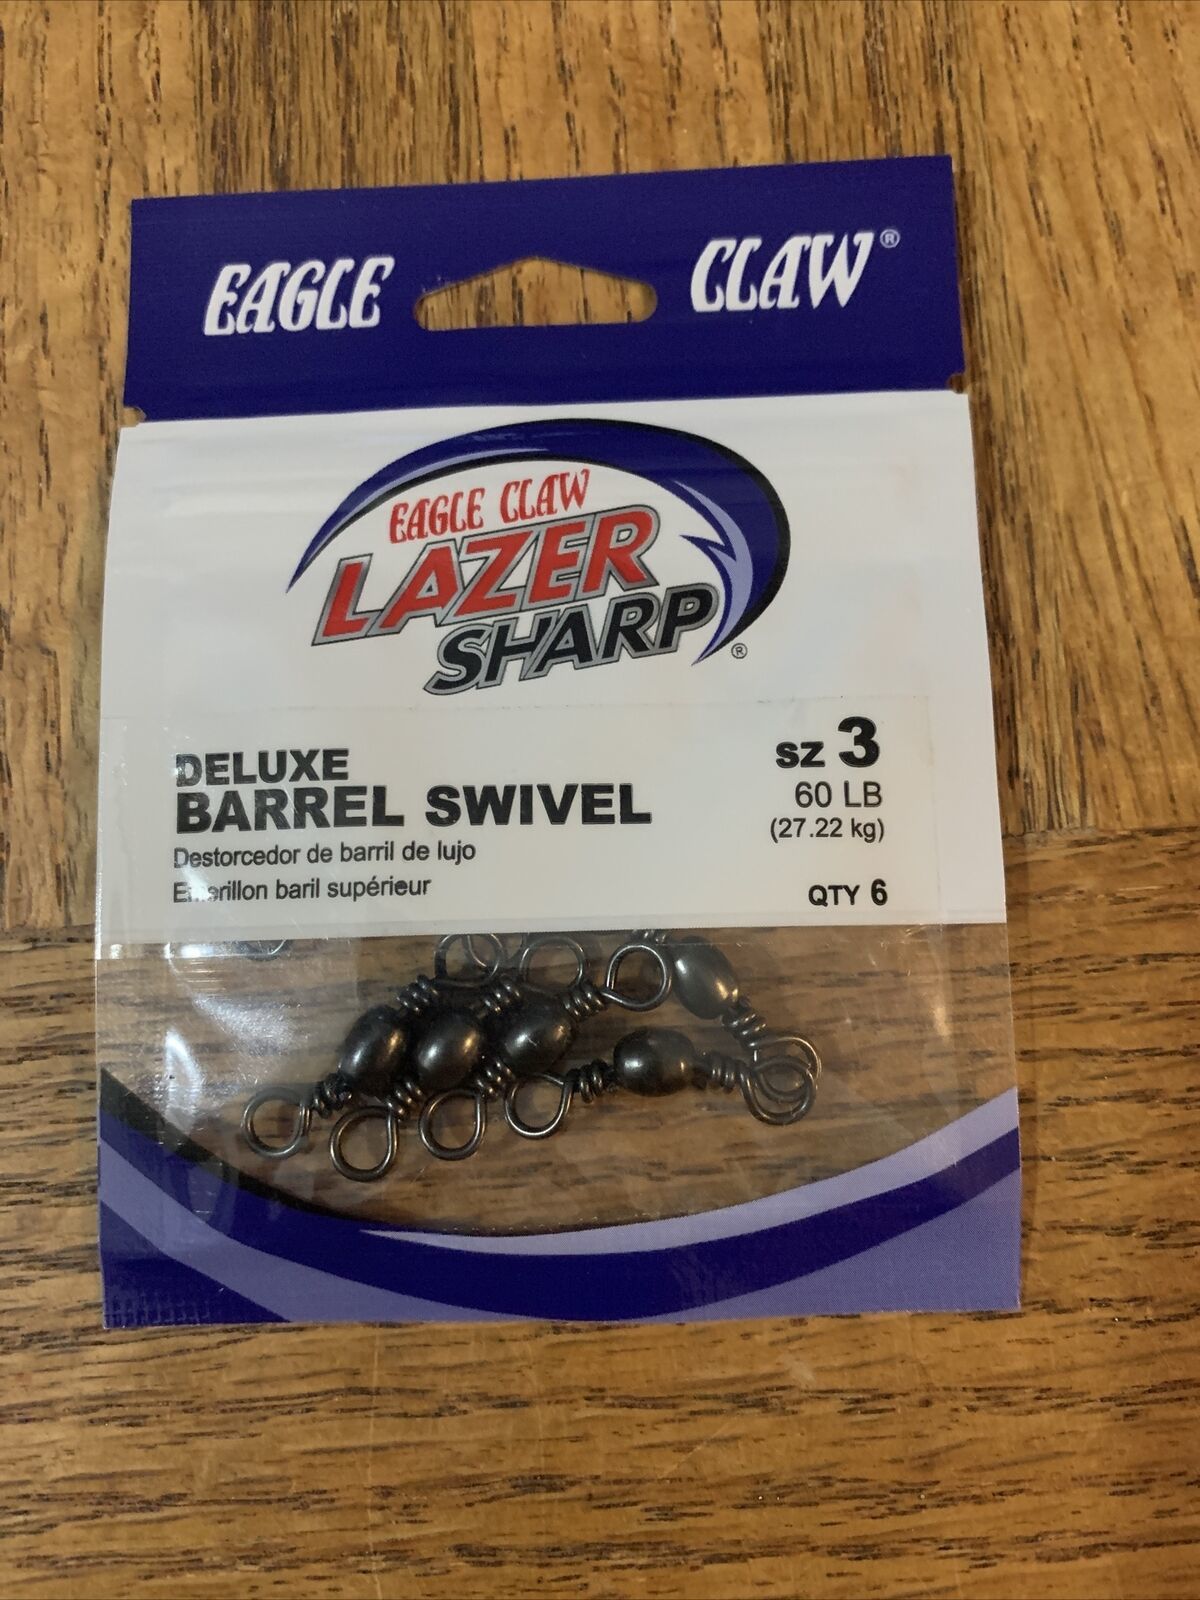 EAGLE CLAW®
EAGLE CLAW
LAZER
SHARP®
DELUXE
BARREL SWIVEL
Destorcedor de barril de lujo
Emerillon baril supérieur
SZ 3
60 LB
(27.22 kg)
QTY 6